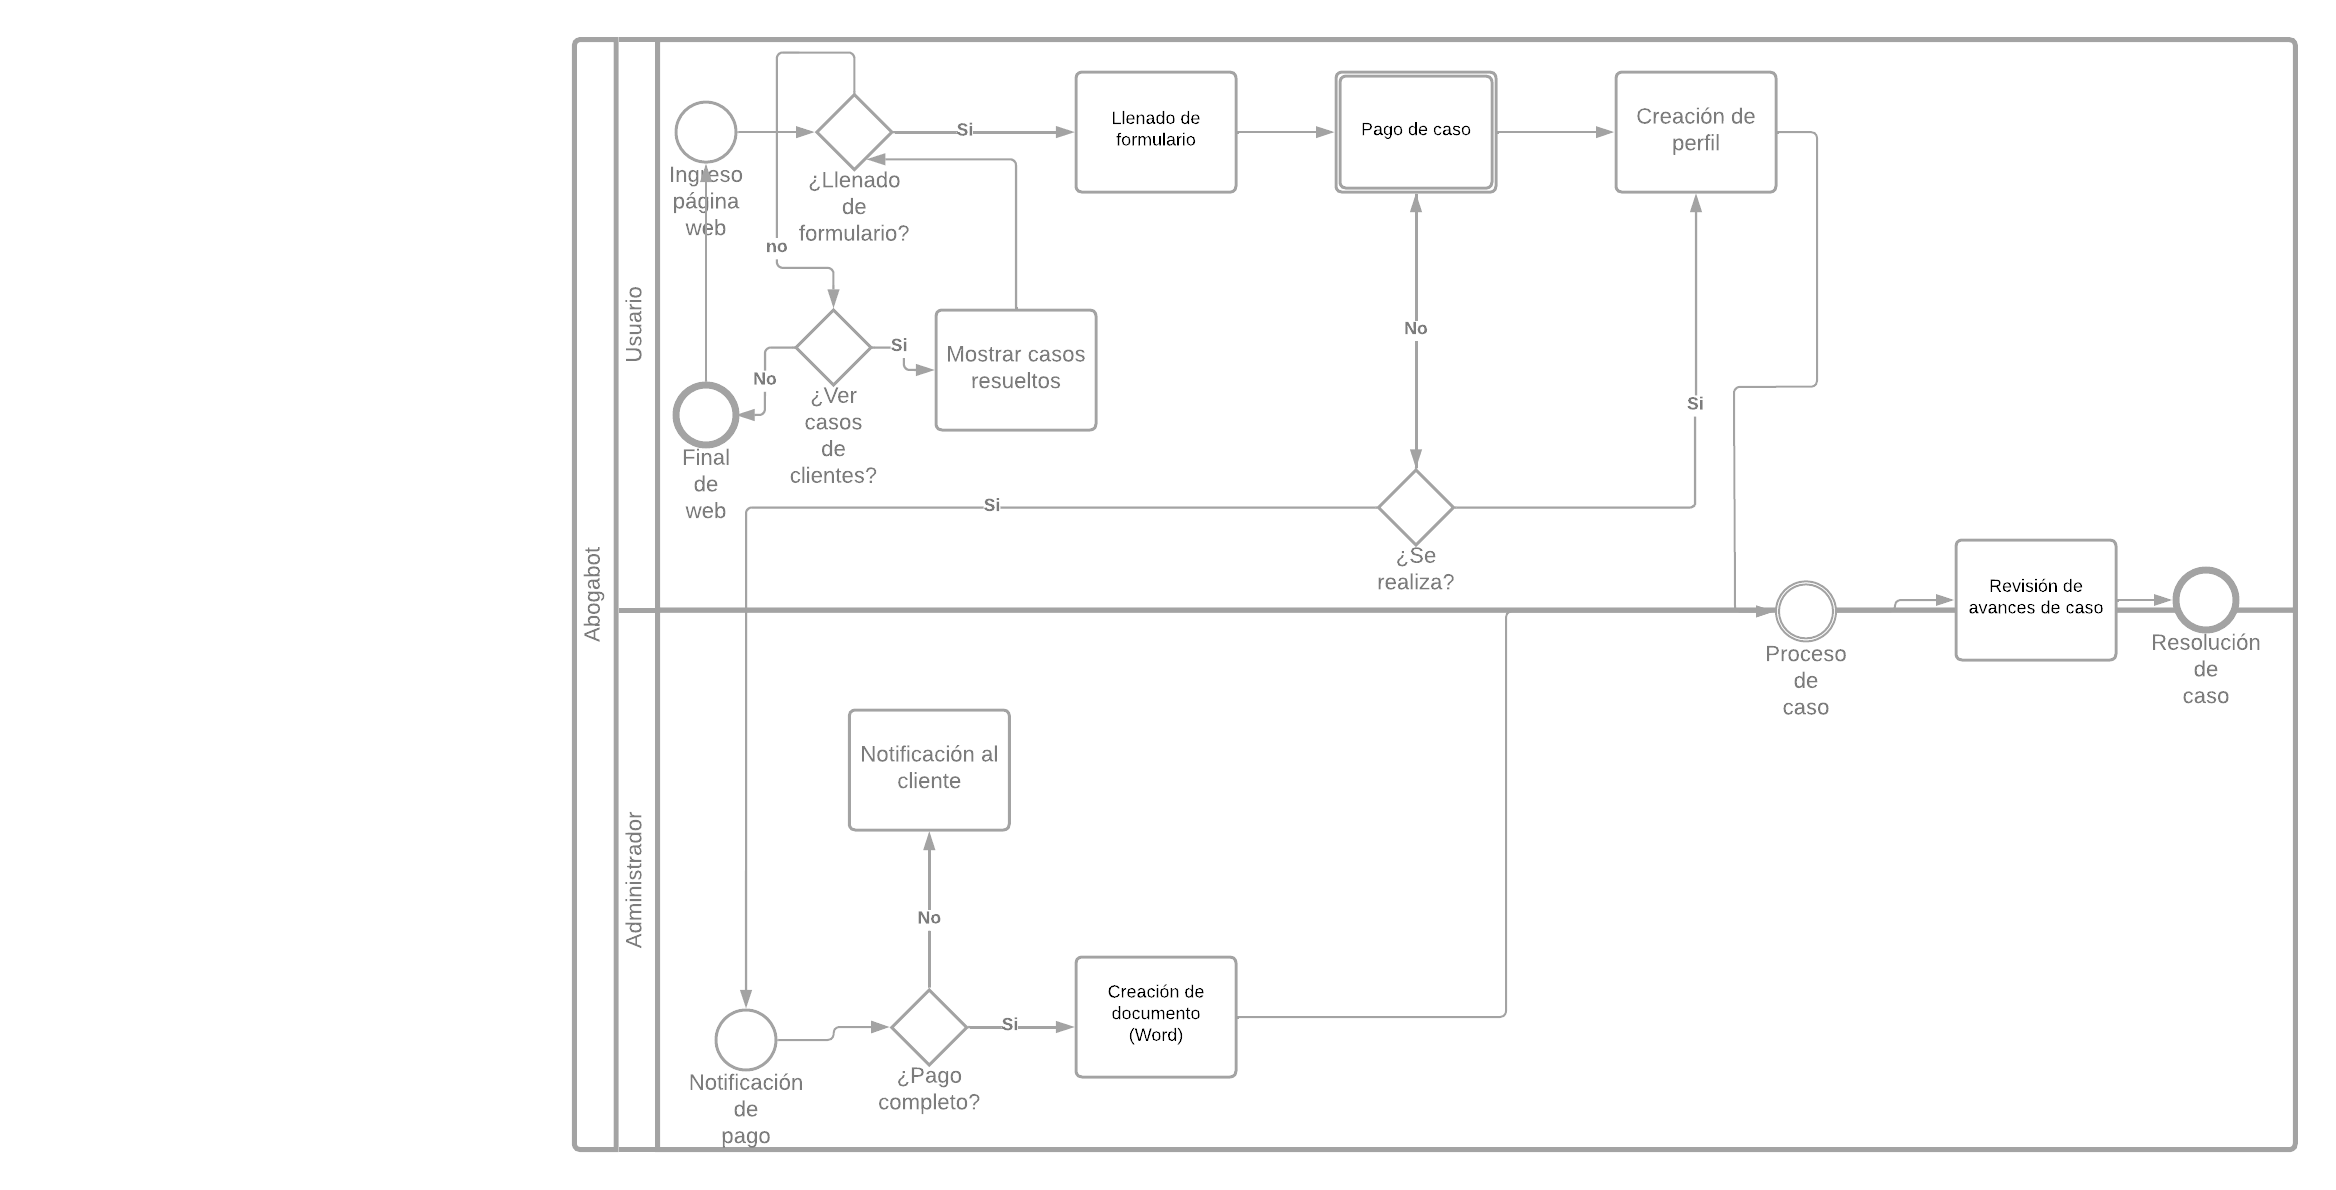 Abogabot
Usuario
Ingreso
página
web
¿Llenado
de
formulario?
Si
no
Llenado de
formulario
Pago de caso
Creación de
perfil
¿Ver
casos
de
clientes?
Si
No
Mostrar casos
resueltos
Final
de
web
No
Si
Si
¿Se
realiza?
Proceso
de
caso
Revisión de
avances de caso
Resolución
de
caso
Administrador
Notificación al
cliente
No
Notificación
de
pago
¿Pago
completo?
Si
Creación de
documento
(Word)